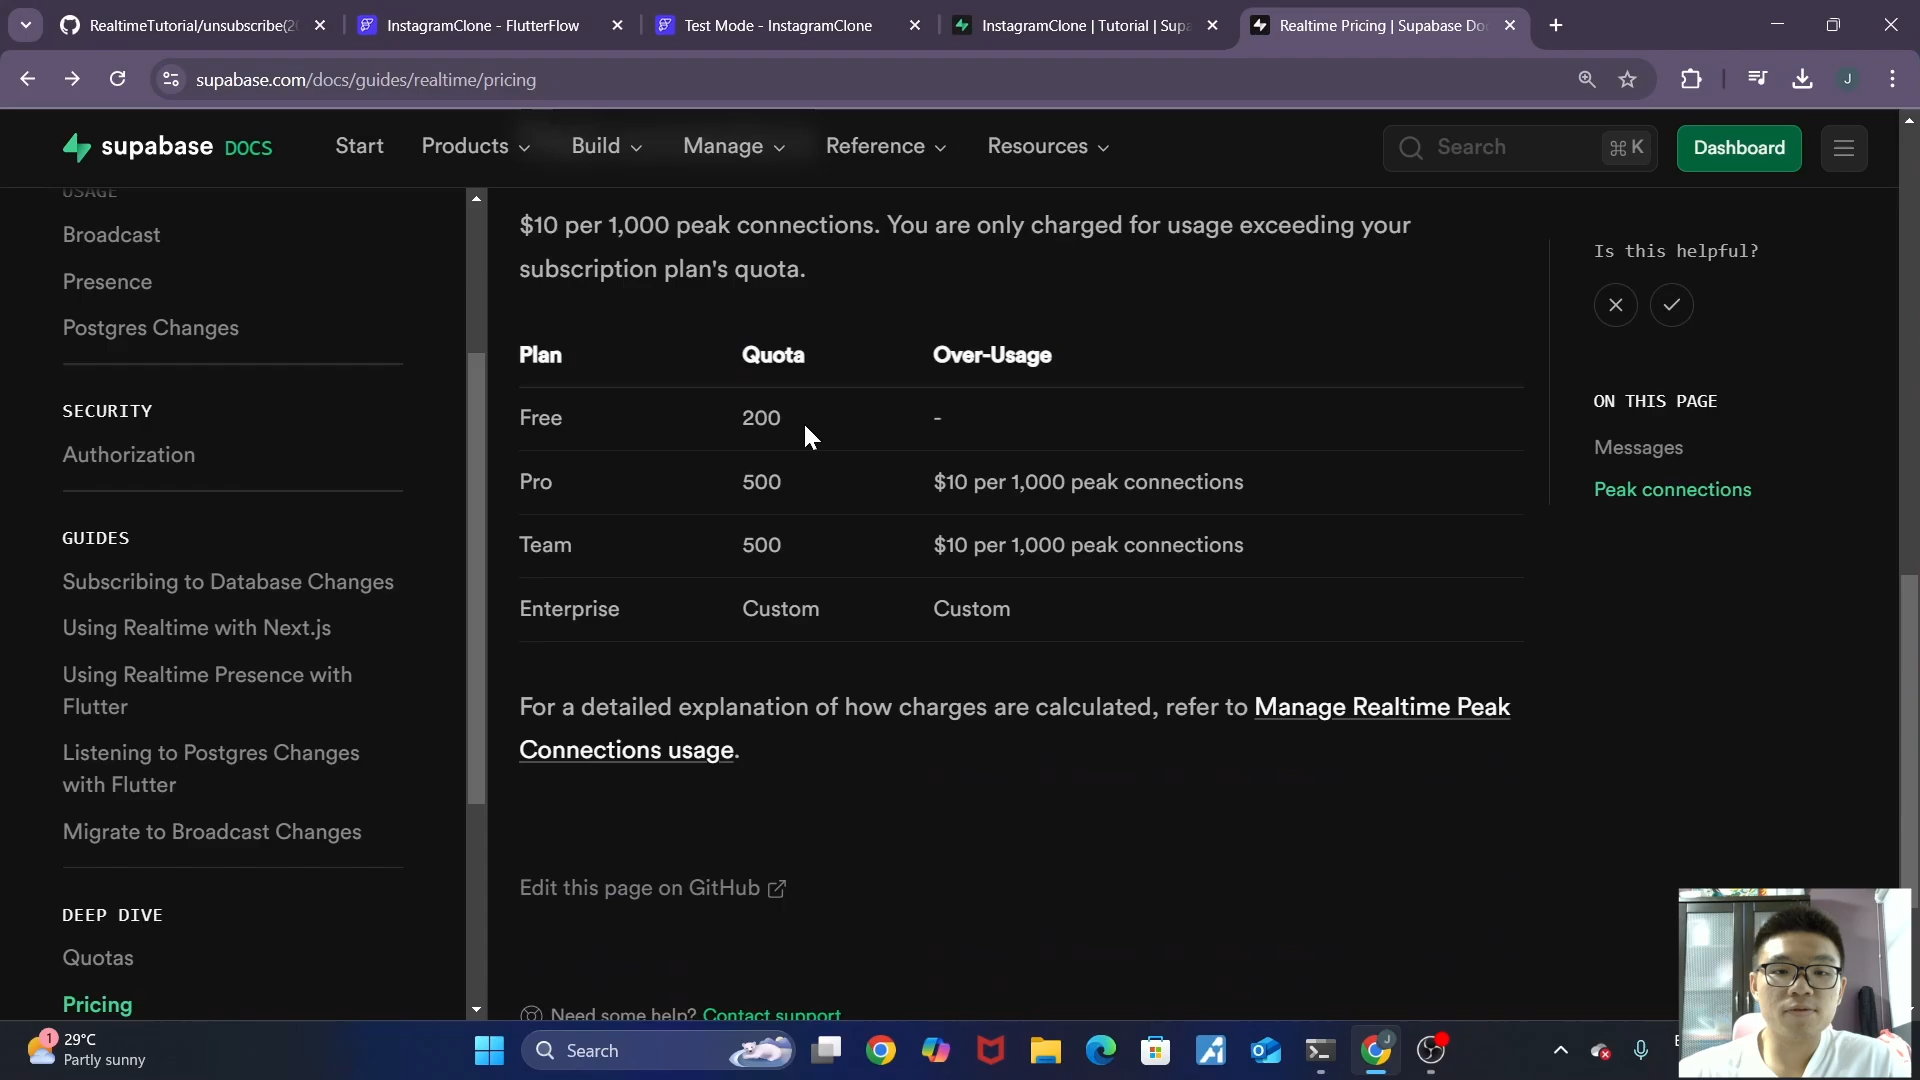 RealtimeTutorial/unsubscribe(2
InstagramClone - FlutterFlow
Test Mode - InstagramClone
InstagramClone | Tutorial | Supa
Realtime Pricing | Supabase Do
supabase.com/docs/guides/realtime/pricing
J
supabase DOCS
Start
Products
Build
Manage
Reference
Resources
Search
⌘ K
Dashboard
USAGE
Broadcast
Presence
Postgres Changes
SECURITY
Authorization
GUIDES
Subscribing to Database Changes
Using Realtime with Next.js
Using Realtime Presence with
Flutter
Listening to Postgres Changes
with Flutter
Migrate to Broadcast Changes
DEEP DIVE
Quotas
Pricing
$10 per 1,000 peak connections. You are only charged for usage exceeding your
subscription plan's quota.
Plan Quota Over-Usage
Free 200 -
Pro 500 $10 per 1,000 peak connections
Team 500 $10 per 1,000 peak connections
Enterprise Custom Custom
For a detailed explanation of how charges are calculated, refer to Manage Realtime Peak
Connections usage.
Edit this page on GitHub
Need some help? Contact support
Is this helpful?
ON THIS PAGE
Messages
Peak connections
1
29°C
Partly sunny
Search
J